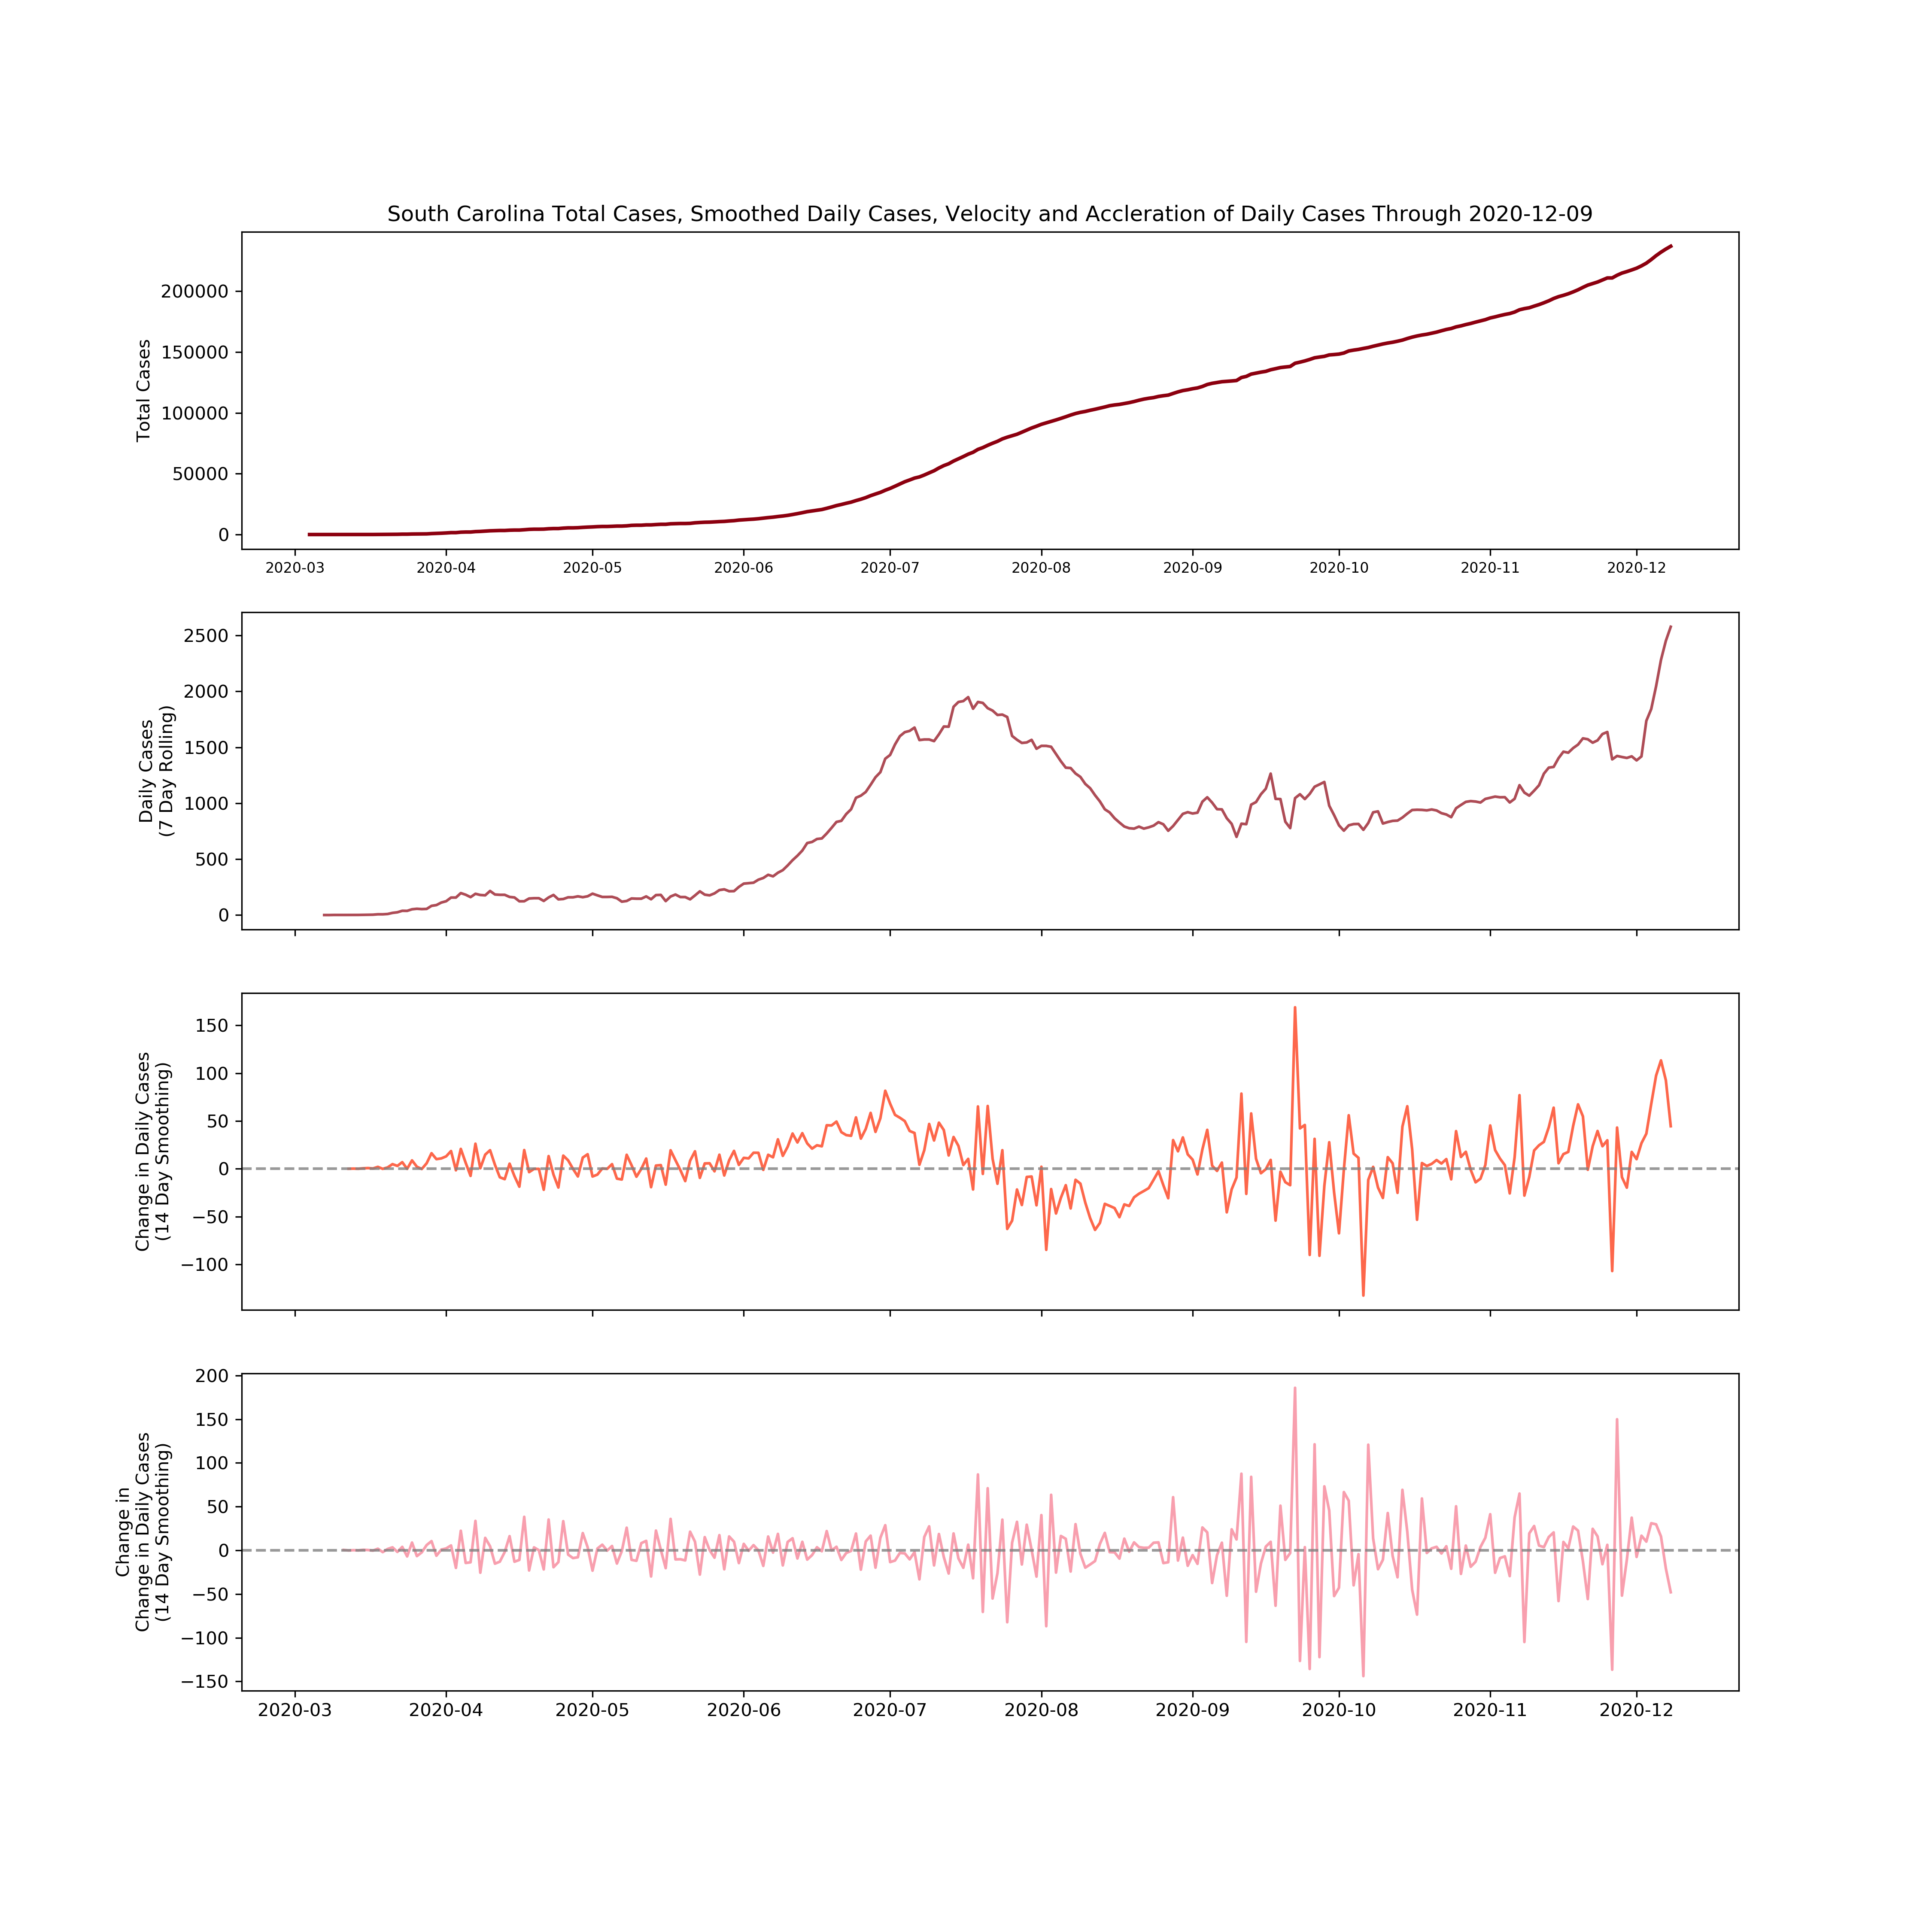 South Carolina Total Cases, Smoothed Daily Cases, Velocity and Accleration of Daily Cases Through 2020-12-09
Total Cases
200000
150000
100000
50000
0
2020-03 2020-04 2020-05 2020-06 2020-07 2020-08 2020-09 2020-10 2020-11 2020-12
Daily Cases
(7 Day Rolling)
2500
2000
1500
1000
500
0
Change in Daily Cases
(14 Day Smoothing)
150
100
50
0
−50
−100
Change in
Change in Daily Cases
(14 Day Smoothing)
200
150
100
50
0
−50
−100
−150
2020-03 2020-04 2020-05 2020-06 2020-07 2020-08 2020-09 2020-10 2020-11 2020-12